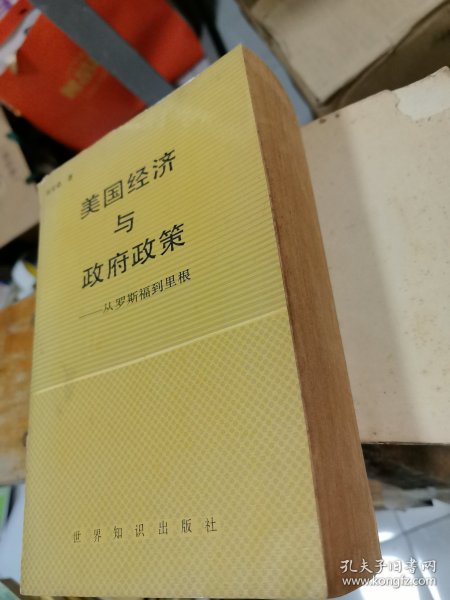 著
美国经济
与
政府政策
——从罗斯福到里根
世界知识出版社
孔夫子旧书网
www.kongfz.com